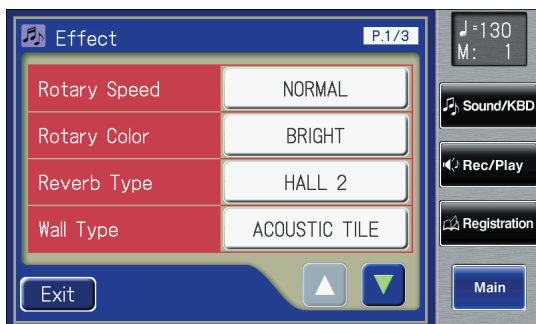 Effect P.1/3
Rotary Speed NORMAL
Rotary Color BRIGHT
Reverb Type HALL 2
Wall Type ACOUSTIC TILE
Exit
♩=130
M: 1
Sound/KBD
Rec/Play
Registration
Main